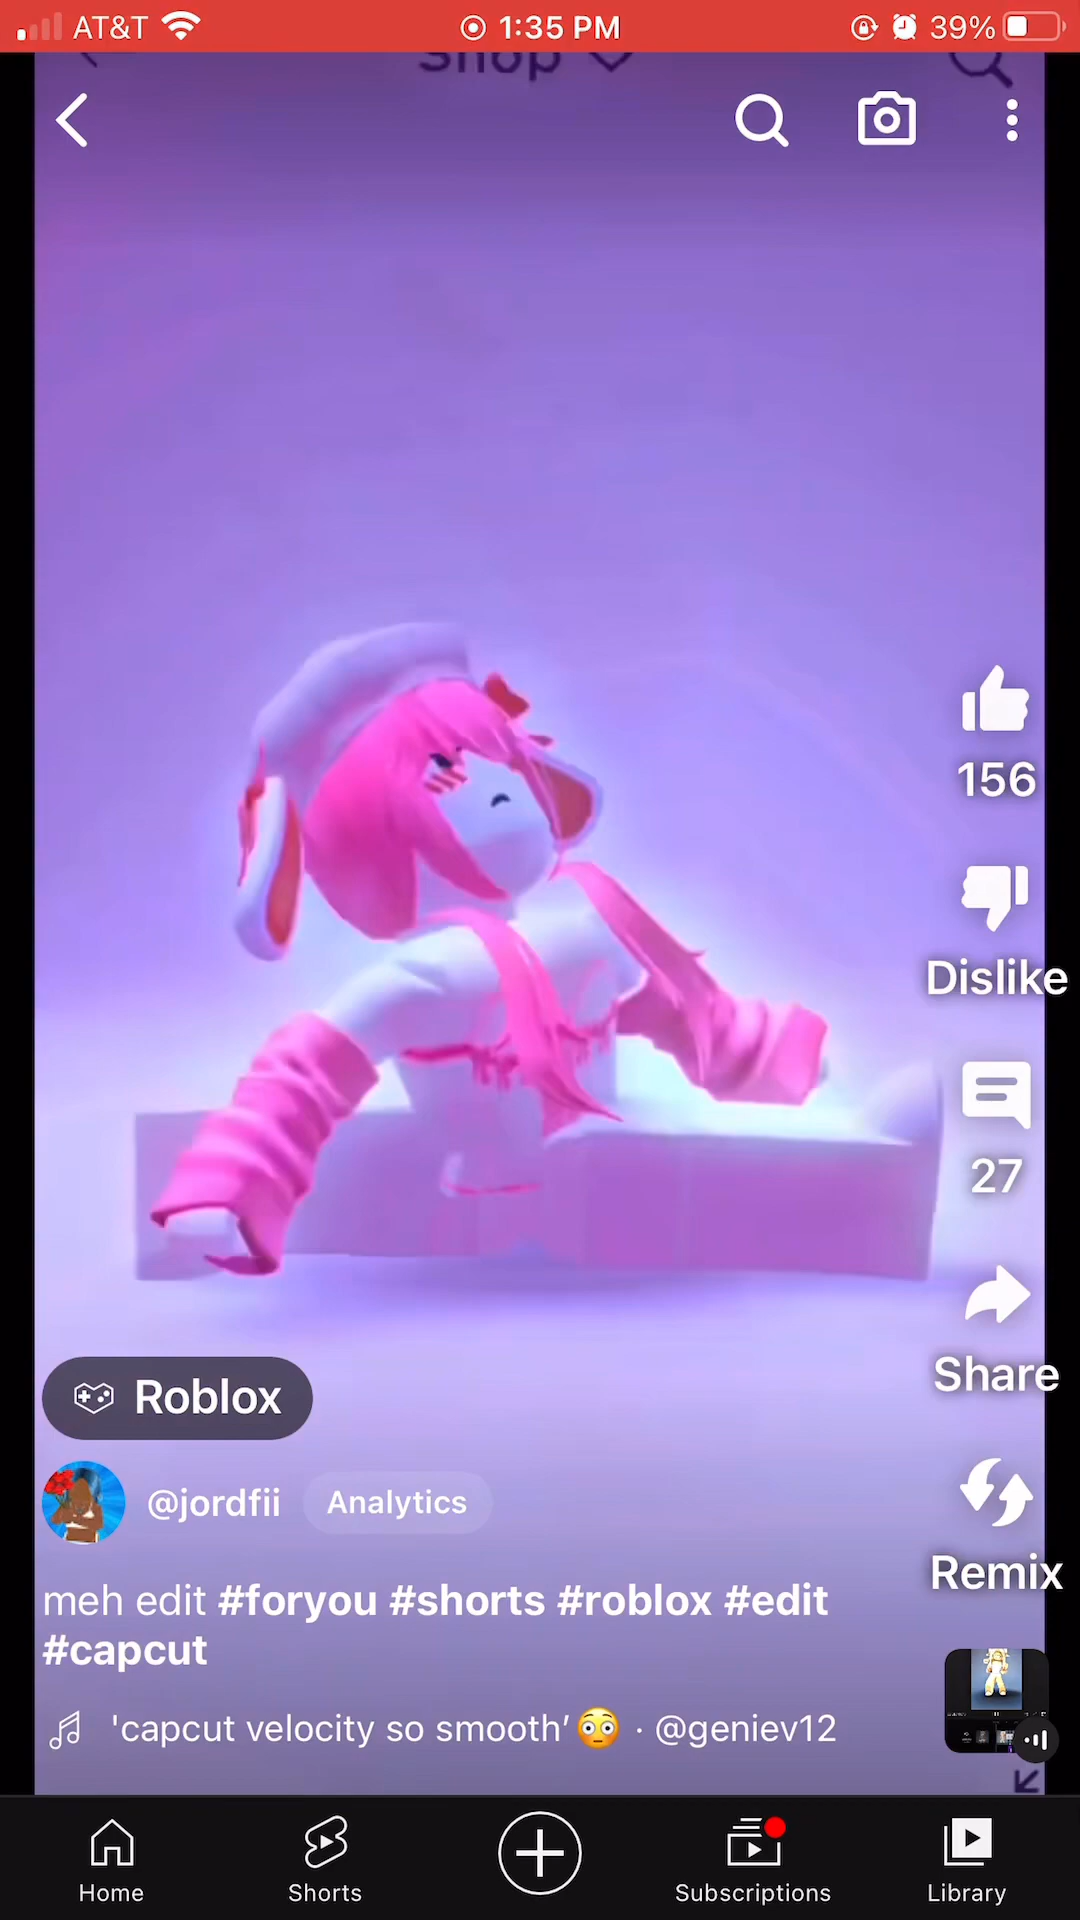 AT&T 1:35 PM 39%
Shop
156
Dislike
27
Share
Roblox
@jordfii Analytics
Remix
meh edit #foryou #shorts #roblox #edit
#capcut
'capcut velocity so smooth' 😳 · @geniev12
Home Shorts Subscriptions Library